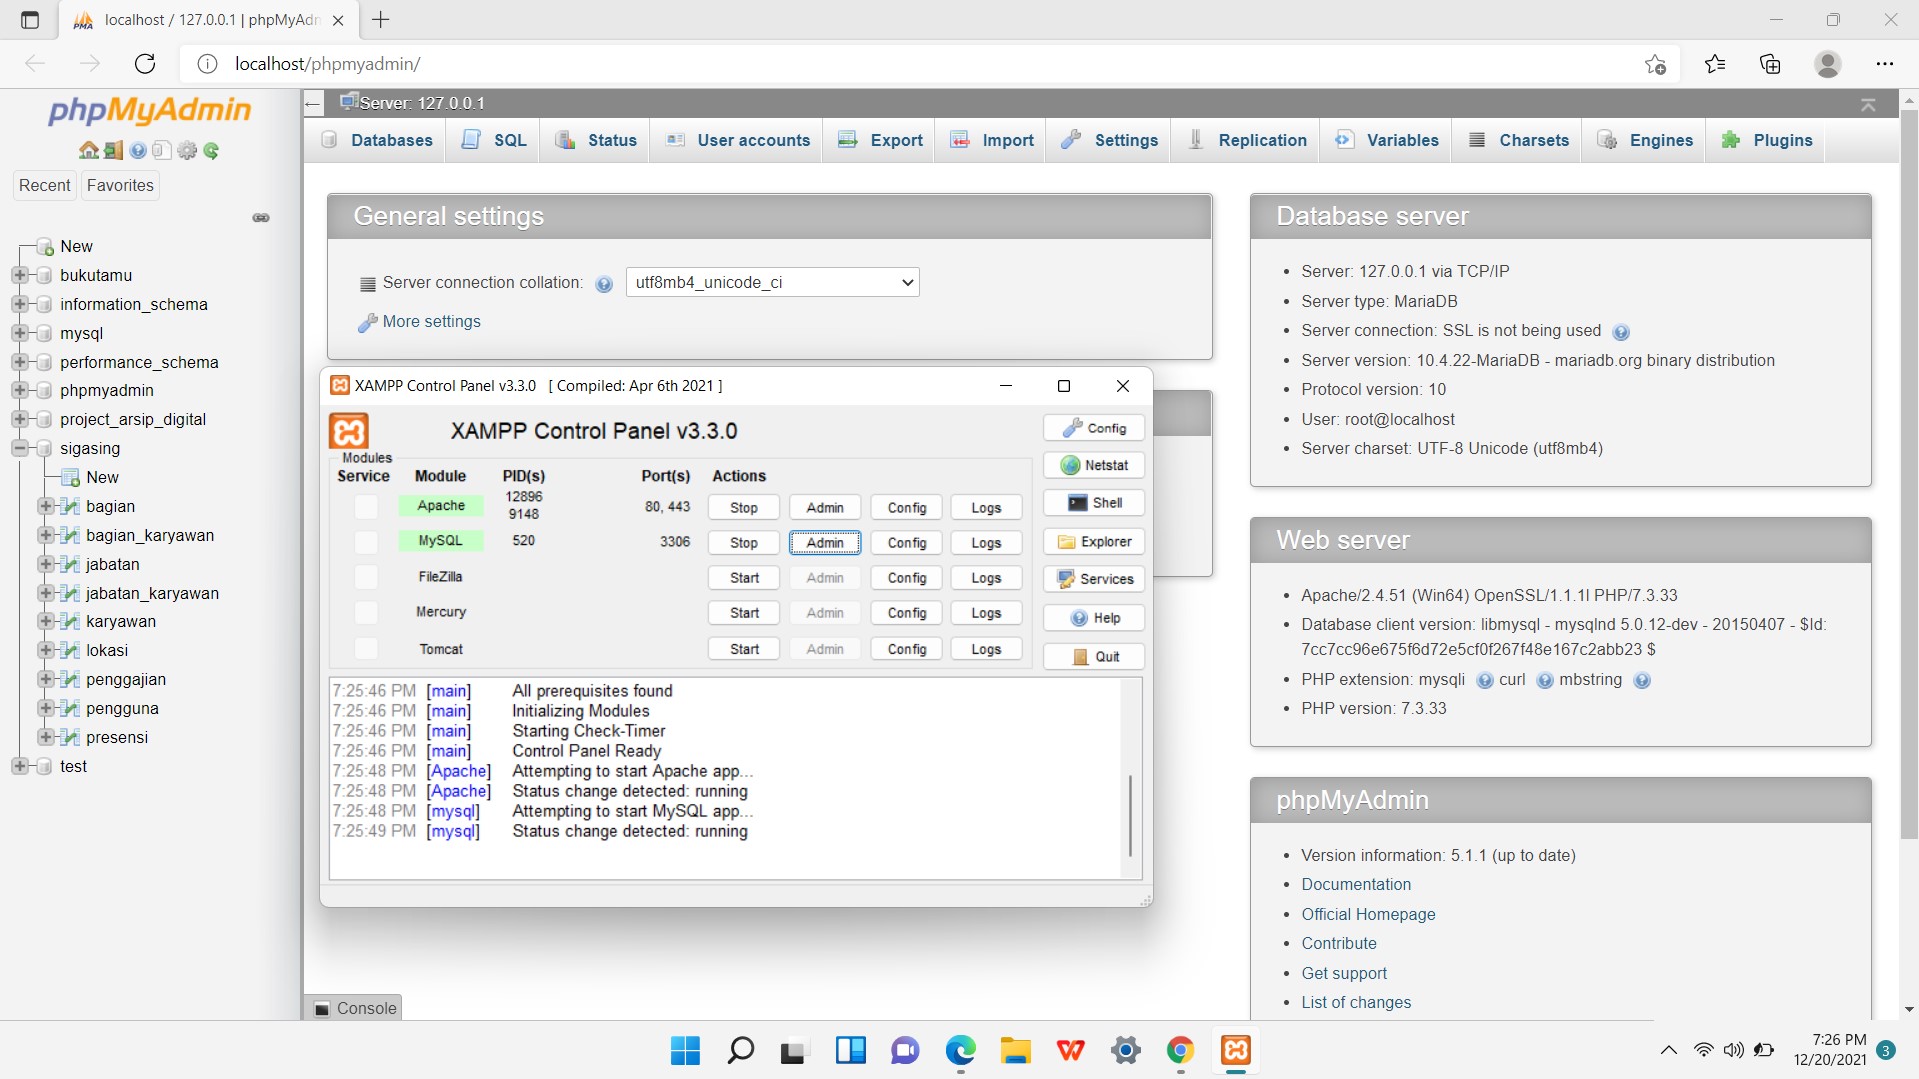 localhost / 127.0.0.1 | phpMyAdn
localhost/phpmyadmin/
phpMyAdmin
Recent
Favorites
New
bukutamu
information_schema
mysql
performance_schema
phpmyadmin
project_arsip_digital
sigasing
New
bagian
bagian_karyawan
jabatan
jabatan_karyawan
karyawan
lokasi
penggajian
pengguna
presensi
test
Server: 127.0.0.1
Databases
SQL
Status
User accounts
Export
Import
Settings
Replication
Variables
Charsets
Engines
Plugins
General settings
Server connection collation:
utf8mb4_unicode_ci
More settings
Database server
Server: 127.0.0.1 via TCP/IP
Server type: MariaDB
Server connection: SSL is not being used
Server version: 10.4.22-MariaDB - mariadb.org binary distribution
Protocol version: 10
User: root@localhost
Server charset: UTF-8 Unicode (utf8mb4)
Web server
Apache/2.4.51 (Win64) OpenSSL/1.1.1l PHP/7.3.33
Database client version: libmysql - mysqlnd 5.0.12-dev - 20150407 - $Id:
7cc7cc96e675f6d72e5cf0f267f48e167c2abb23 $
PHP extension: mysqli curl mbstring
PHP version: 7.3.33
phpMyAdmin
Version information: 5.1.1 (up to date)
Documentation
Official Homepage
Contribute
Get support
List of changes
XAMPP Control Panel v3.3.0 [ Compiled: Apr 6th 2021 ]
XAMPP Control Panel v3.3.0
Modules
Service Module PID(s) Port(s) Actions
Apache 12896
9148 80, 443 Stop Admin Config Logs
MySQL 520 3306 Stop Admin Config Logs
FileZilla Start Admin Config Logs
Mercury Start Admin Config Logs
Tomcat Start Admin Config Logs
Config
Netstat
Shell
Explorer
Services
Help
Quit
7:25:46 PM [main] All prerequisites found
7:25:46 PM [main] Initializing Modules
7:25:46 PM [main] Starting Check-Timer
7:25:46 PM [main] Control Panel Ready
7:25:48 PM [Apache] Attempting to start Apache app...
7:25:48 PM [Apache] Status change detected: running
7:25:48 PM [mysql] Attempting to start MySQL app...
7:25:49 PM [mysql] Status change detected: running
Console
7:26 PM
12/20/2021
3